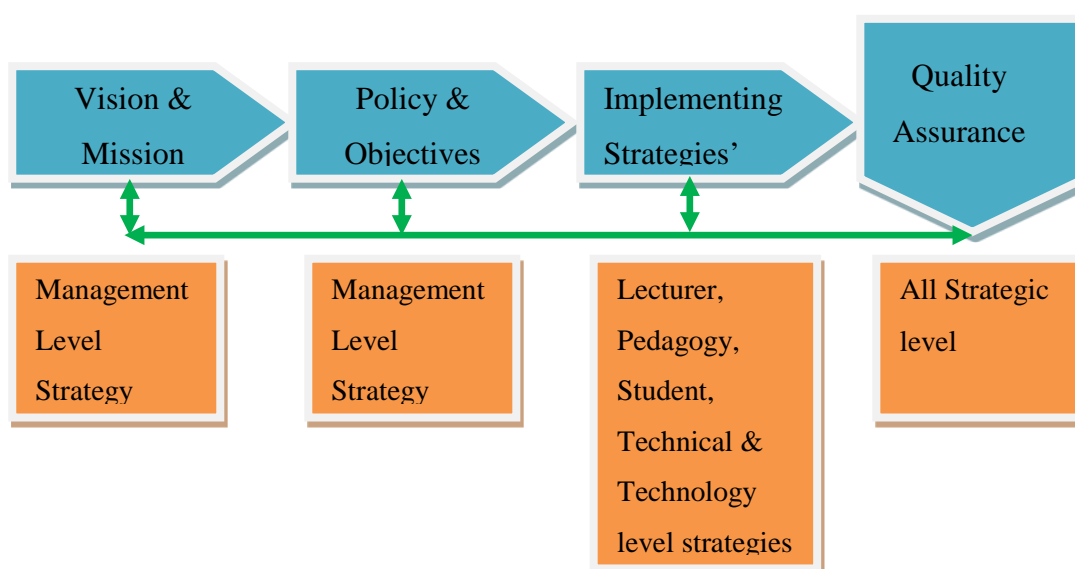 Vision &
Mission
Policy &
Objectives
Implementing
Strategies’
Quality
Assurance
Management
Level
Strategy
Management
Level
Strategy
Lecturer,
Pedagogy,
Student,
Technical &
Technology
level strategies
All Strategic
level